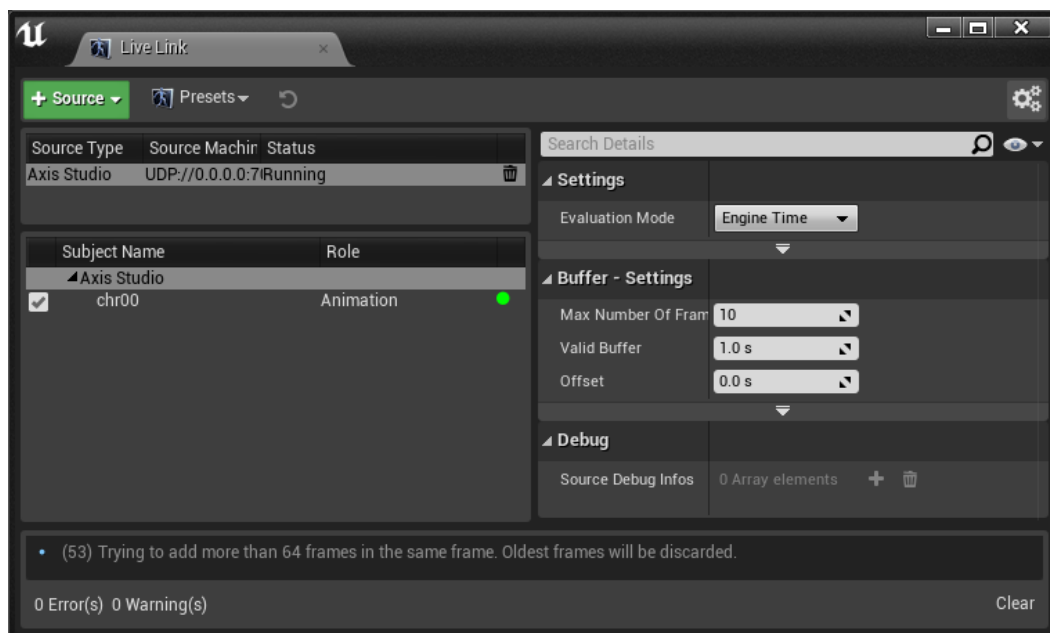 Live Link
Source Presets
Source Type Source Machin Status
Axis Studio UDP://0.0.0.0:7(Running
Subject Name Role
Axis Studio
chr00 Animation
Search Details
Settings
Evaluation Mode Engine Time
Buffer - Settings
Max Number Of Fram 10
Valid Buffer 1.0 s
Offset 0.0 s
Debug
Source Debug Infos 0 Array elements
(53) Trying to add more than 64 frames in the same frame. Oldest frames will be discarded.
0 Error(s) 0 Warning(s) Clear